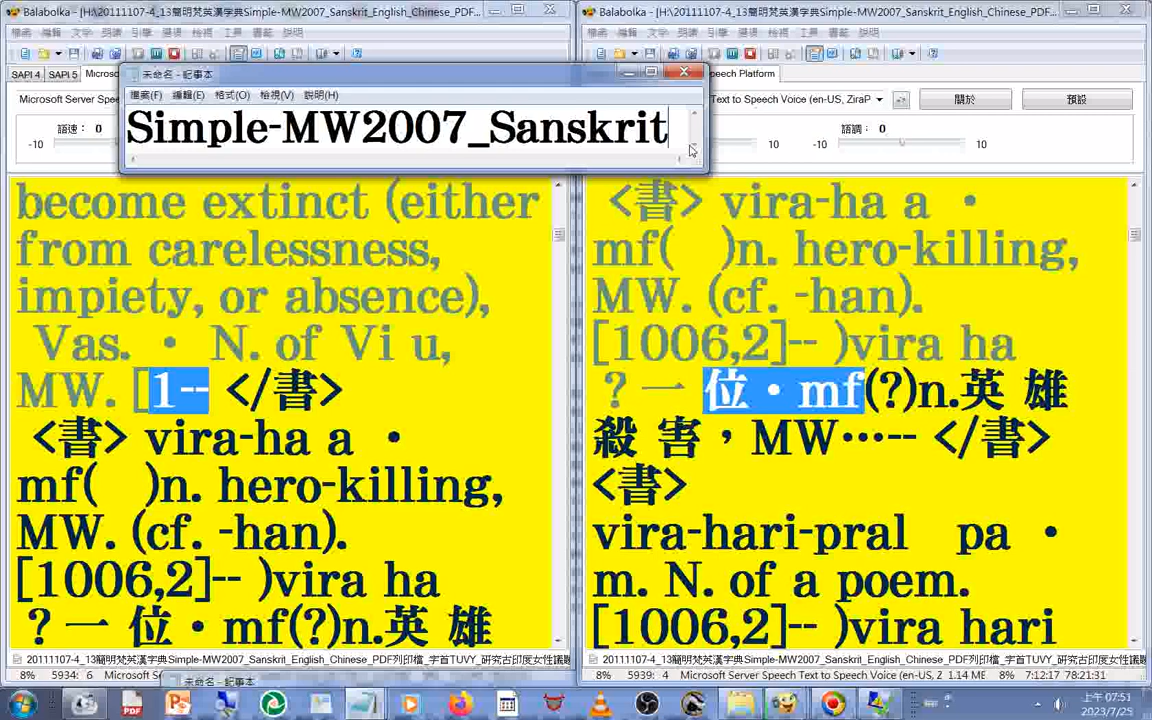 Balabolka - [H:\20111107-4_13簡明梵英漢字典Simple-MW2007_Sanskrit_English_Chinese_PDF...
Balabolka - [H:\20111107-4_13簡明梵英漢字典Simple-MW2007_Sanskrit_English_Chinese_PDF...
SAPI 4 SAPI 5 Microso
未命名 - 記事本
檔案(F) 編輯(E) 格式(O) 檢視(V) 說明(H)
Simple-MW2007_Sanskrit
eech Platform
Microsoft Server Spe
Text to Speech Voice (en-US, ZiraP
關於
預設
語速： 0
-10
語調： 0
10
-10
10
become extinct (either
from carelessness,
impiety, or absence),
Vas. • N. of Vi u,
MW. [1-- </書>
<書> vira-ha a •
mf( )n. hero-killing,
MW. (cf. -han).
[1006,2]-- )vira ha
?一 位・mf(?)n.英 雄
<書> vira-ha a •
mf( )n. hero-killing,
MW. (cf. -han).
[1006,2]-- )vira ha
?一 位・mf(?)n.英 雄
殺 害，MW…-- </書>
<書>
vira-hari-pral pa •
m. N. of a poem.
[1006,2]-- )vira hari
20111107-4_13簡明梵英漢字典Simple-MW2007_Sanskrit_English_Chinese_PDF列印檔_字首TUVY_研究古印度女性議題
20111107-4_13簡明梵英漢字典Simple-MW2007_Sanskrit_English_Chinese_PDF列印檔_字首TUVY_研究古印度女性議題
8% 5934: 6 Microsoft S
未命名 - 記事本
8% 5939: 4 Microsoft Server Speech Text to Speech Voice (en-US, Z 1.14 ME 8% 7:12:17 78:21:31
上午 07:51
2023/7/25